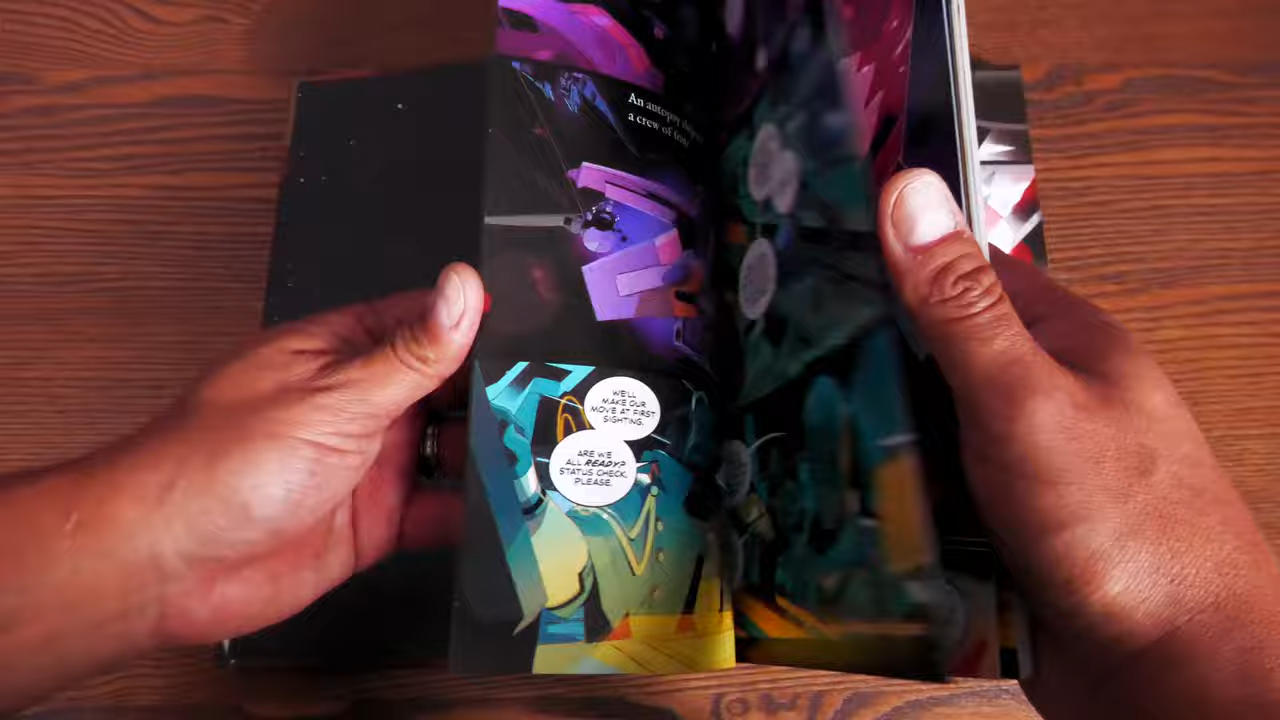 An autopsy
a crew of four
WE'LL
MAKE OUR
MOVE AT FIRST
SIGHTING.
ARE WE
ALL READY?
STATUS CHECK,
PLEASE.